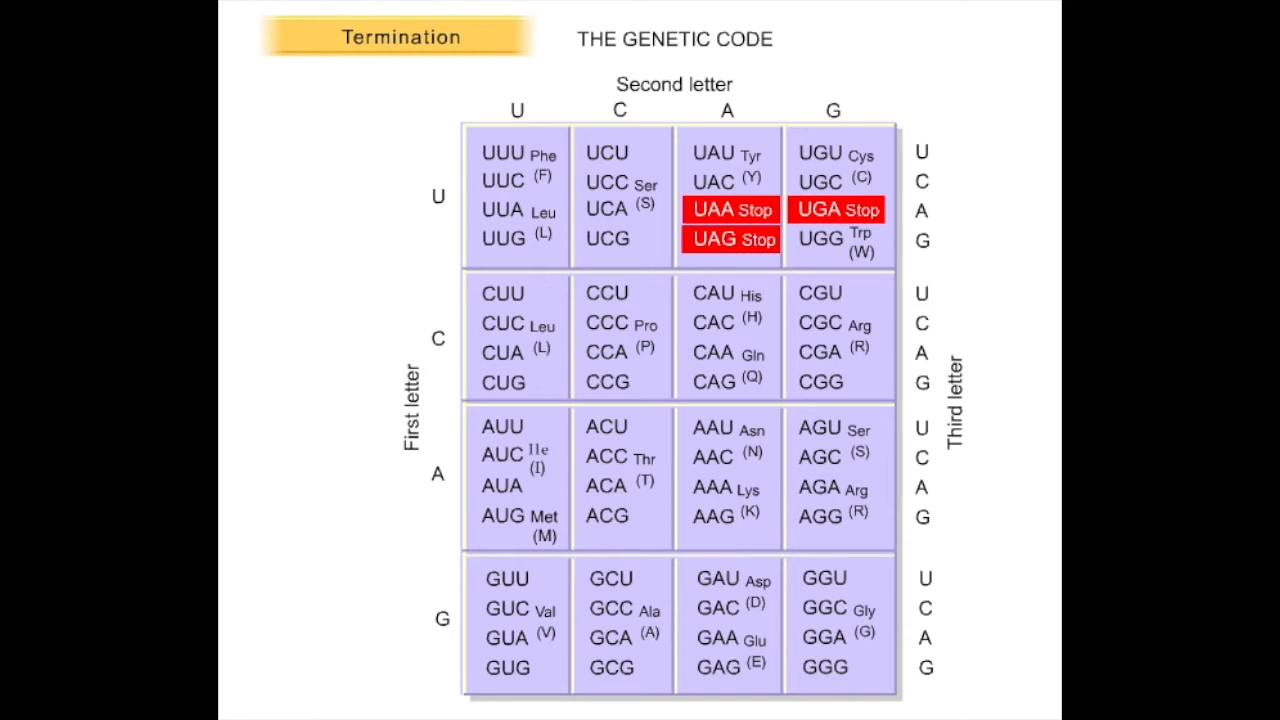 Termination
THE GENETIC CODE
Second letter
U C A G
First letter
Third letter
U
UUU Phe UCU UAU Tyr UGU Cys U
UUC (F) UCC Ser UAC (Y) UGC (C) C
UUA Leu UCA (S) UAA Stop UGA Stop A
UUG (L) UCG UAG Stop UGG Trp (W) G
C
CUU CCU CAU His CGU U
CUC Leu CCC Pro CAC (H) CGC Arg C
CUA (L) CCA (P) CAA Gln CGA (R) A
CUG CCG CAG (Q) CGG G
A
AUU ACU AAU Asn AGU Ser U
AUC Ile (I) ACC Thr AAC (N) AGC (S) C
AUA ACA (T) AAA Lys AGA Arg A
AUG Met (M) ACG AAG (K) AGG (R) G
G
GUU GCU GAU Asp GGU U
GUC Val GCC Ala GAC (D) GGC Gly C
GUA (V) GCA (A) GAA Glu GGA (G) A
GUG GCG GAG (E) GGG G